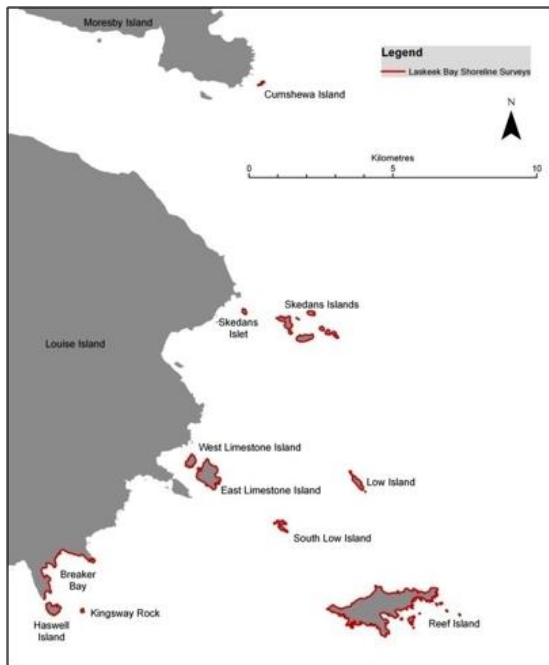 Moresby Island
Legend
Laskeek Bay Shoreline Surveys
Cumshewa Island
N
Kilometres
0
5
10
Skedans Islands
Skedans
Islet
Louise Island
West Limestone Island
East Limestone Island
Low Island
South Low Island
Breaker
Bay
Kingsway Rock
Haswell
Island
Reef Island